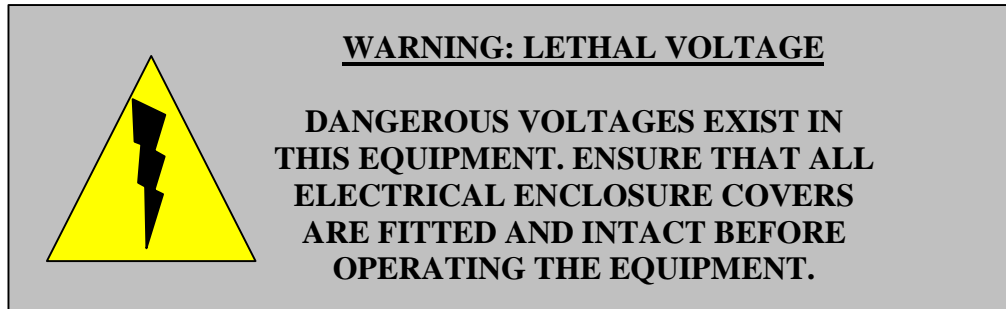 WARNING: LETHAL VOLTAGE
DANGEROUS VOLTAGES EXIST IN
THIS EQUIPMENT. ENSURE THAT ALL
ELECTRICAL ENCLOSURE COVERS
ARE FITTED AND INTACT BEFORE
OPERATING THE EQUIPMENT.